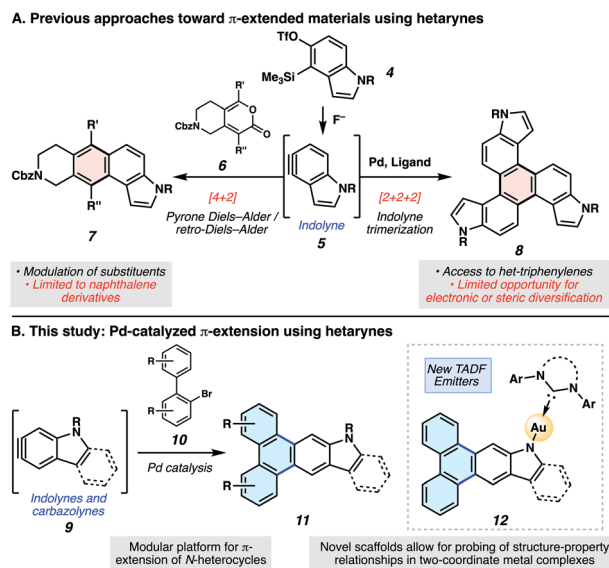 A. Previous approaches toward π-extended materials using hetarynes
TfO
Me3Si
NR
4
R'
CbzN
O
O
R''
6
F–
R'
CbzN
R''
NR
7
[4+2]
Pyrone Diels–Alder /
retro-Diels–Alder
NR
Indolyne
5
Pd, Ligand
[2+2+2]
Indolyne
trimerization
RN
N
R
NR
8
• Modulation of substituents
• Limited to naphthalene
derivatives
• Access to het-triphenylenes
• Limited opportunity for
electronic or steric diversification
B. This study: Pd-catalyzed π-extension using hetarynes
R
N
Indolynes and
carbazolynes
9
R
Br
R
10
Pd catalysis
R
R
R
N
11
New TADF
Emitters
Ar
N
N
Ar
Au
N
12
Modular platform for π-
extension of N-heterocycles
Novel scaffolds allow for probing of structure-property
relationships in two-coordinate metal complexes